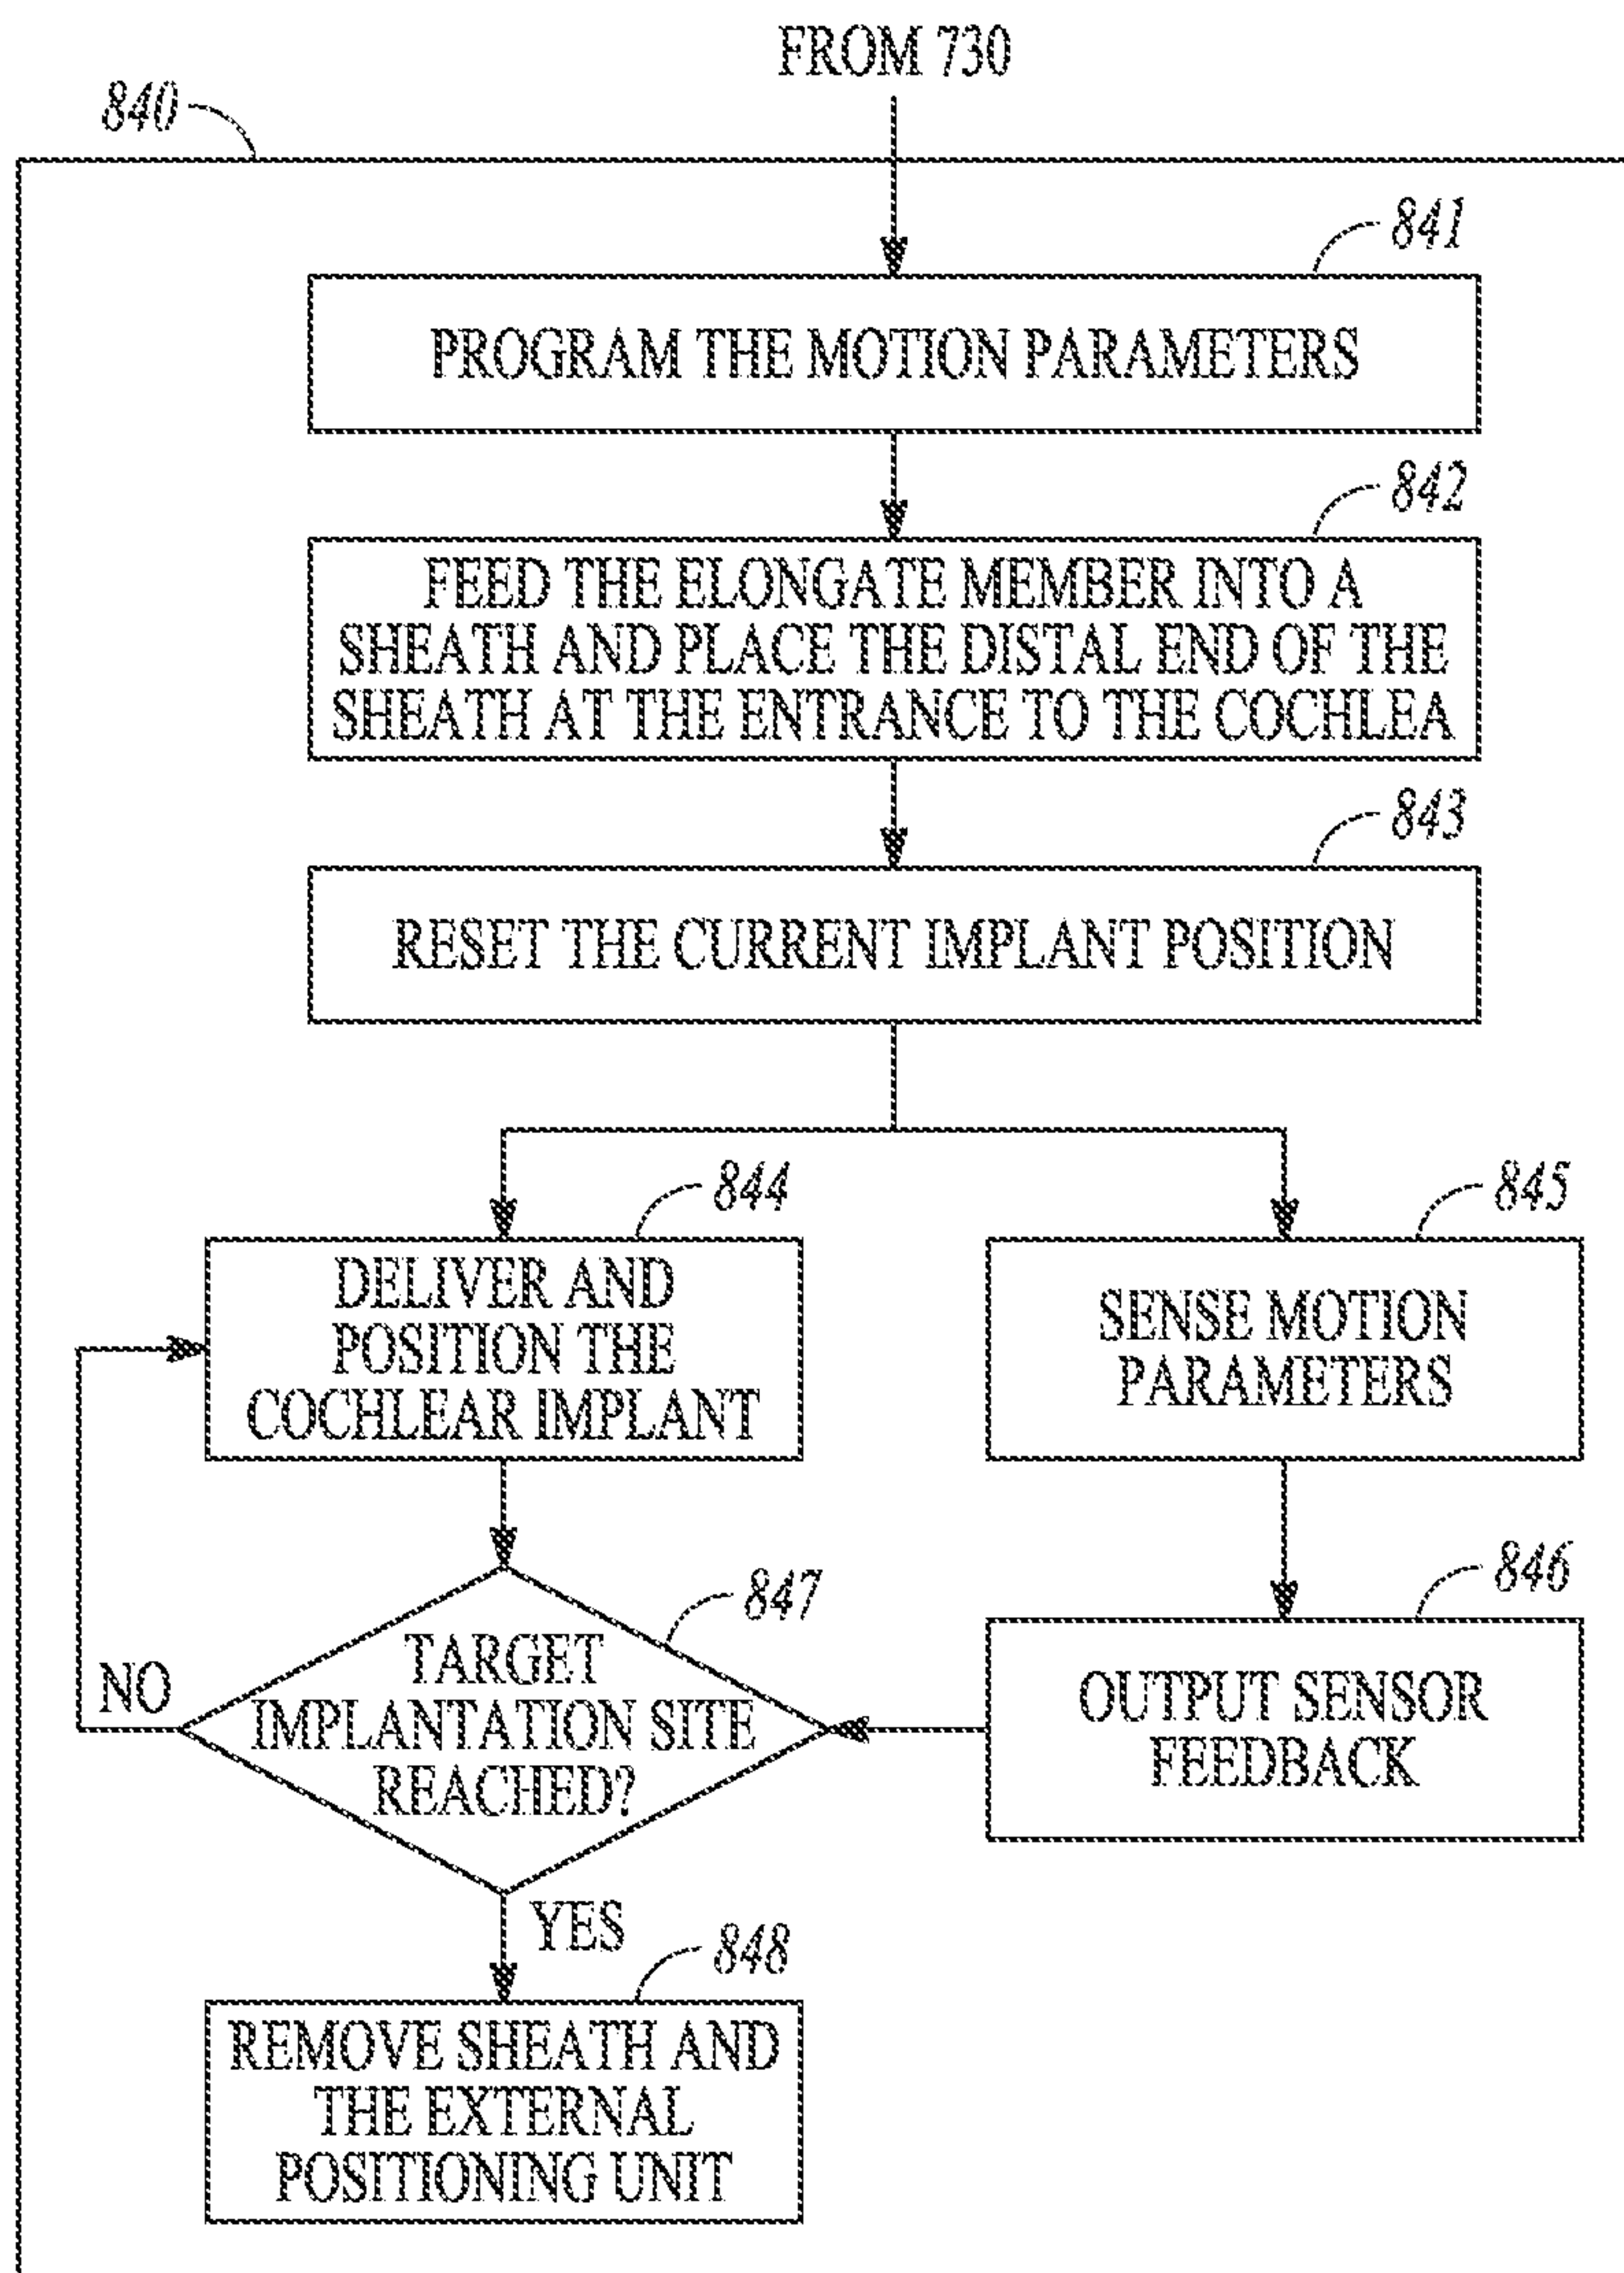 FROM 730
840
841
PROGRAM THE MOTION PARAMETERS
842
FEED THE ELONGATE MEMBER INTO A
SHEATH AND PLACE THE DISTAL END OF THE
SHEATH AT THE ENTRANCE TO THE COCHLEA
843
RESET THE CURRENT IMPLANT POSITION
844
DELIVER AND
POSITION THE
COCHLEAR IMPLANT
845
SENSE MOTION
PARAMETERS
846
OUTPUT SENSOR
FEEDBACK
847
TARGET
IMPLANTATION SITE
REACHED?
NO
YES
848
REMOVE SHEATH AND
THE EXTERNAL
POSITIONING UNIT